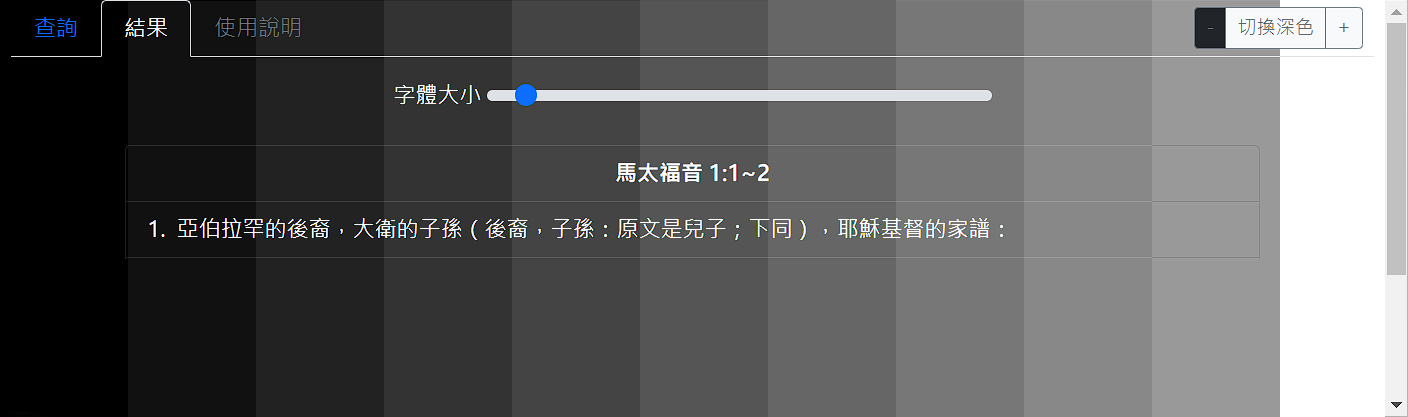 查詢 結果 使用說明 - 切換深色 +
字體大小
馬太福音 1:1~2
1. 亞伯拉罕的後裔，大衛的子孫（後裔，子孫：原文是兒子；下同），耶穌基督的家譜：